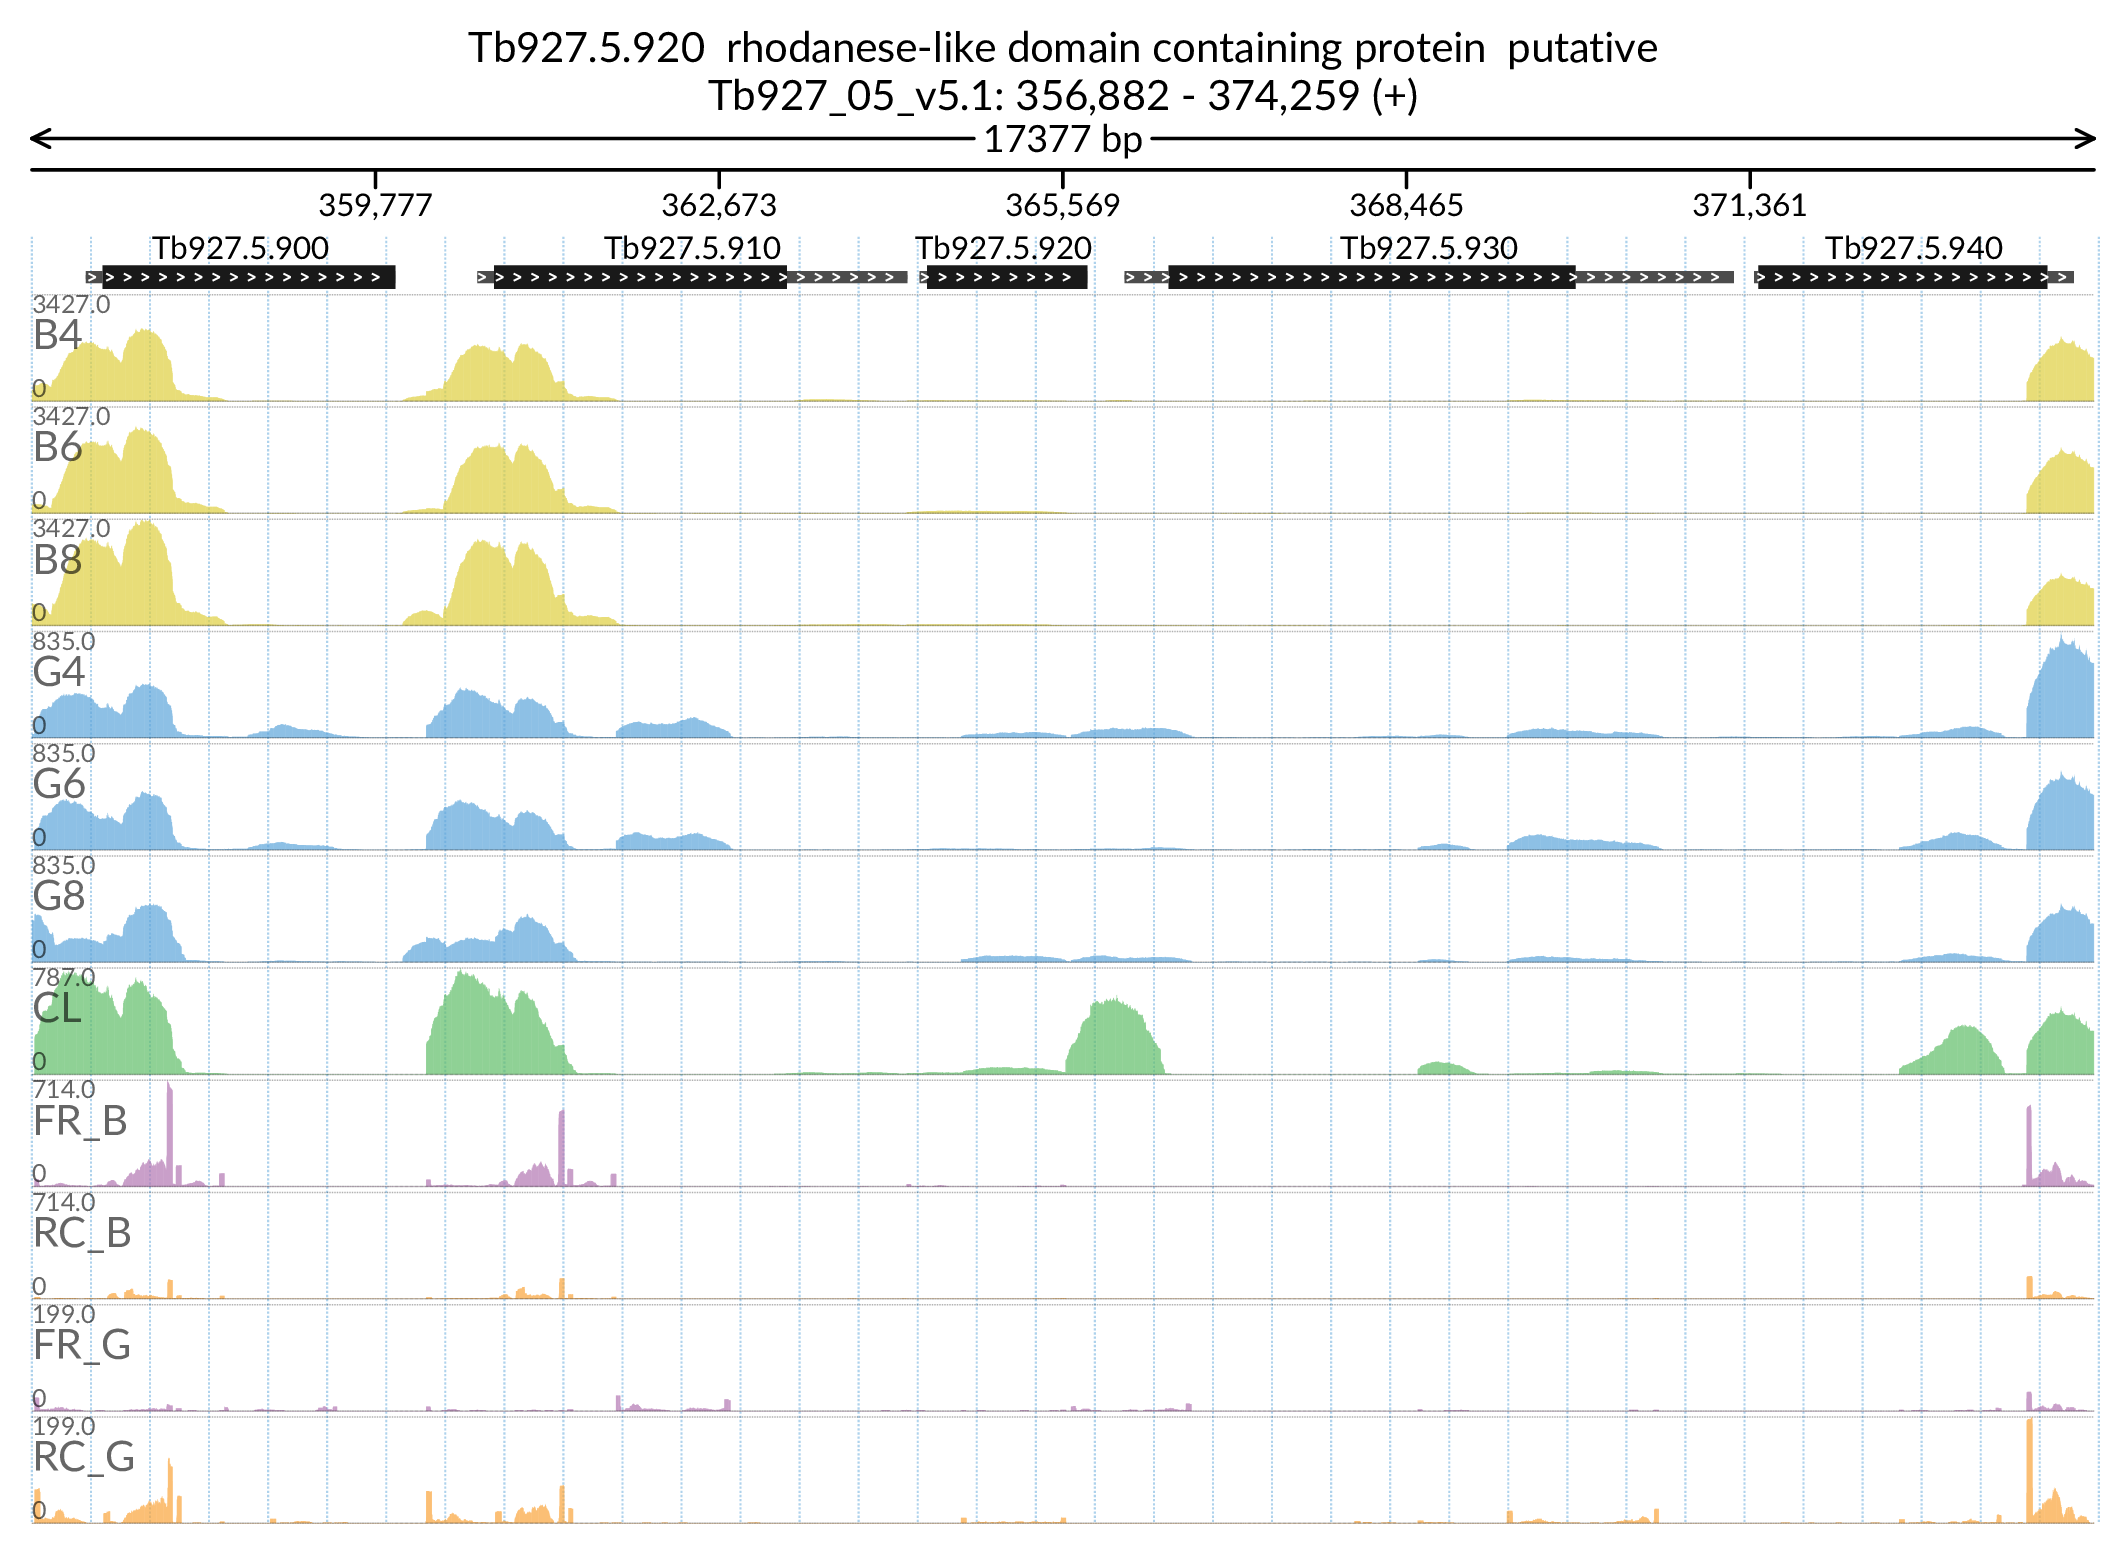 Tb927.5.920 rhodanese-like domain containing protein putative
Tb927_05_v5.1: 356,882 - 374,259 (+)
17377 bp
359,777 362,673 365,569 368,465 371,361
Tb927.5.900 Tb927.5.910 Tb927.5.920 Tb927.5.930 Tb927.5.940
3427.0
B4
0
3427.0
B6
0
3427.0
B8
0
835.0
G4
0
835.0
G6
0
835.0
G8
0
787.0
CL
0
714.0
FR_B
0
714.0
RC_B
0
199.0
FR_G
0
199.0
RC_G
0